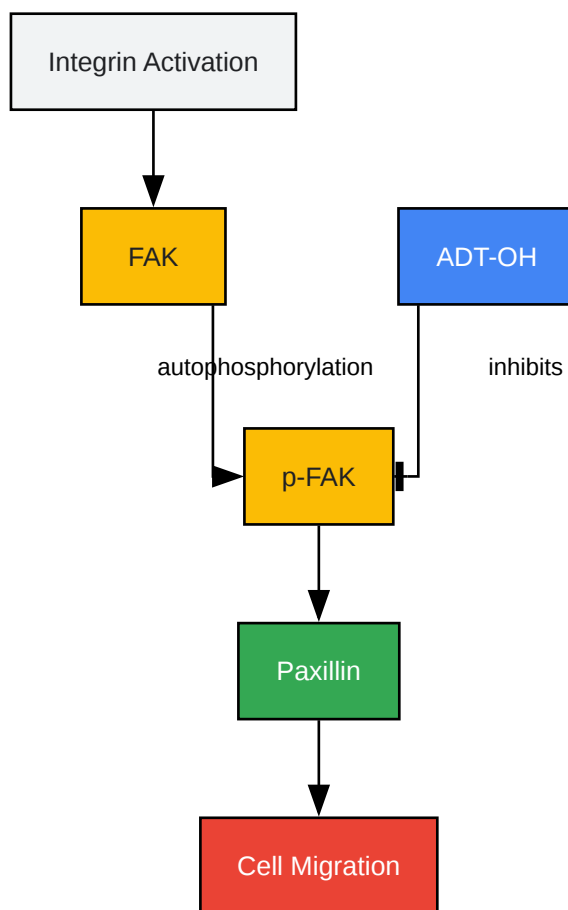 Integrin Activation
FAK
ADT-OH
autophosphorylation
inhibits
p-FAK
Paxillin
Cell Migration